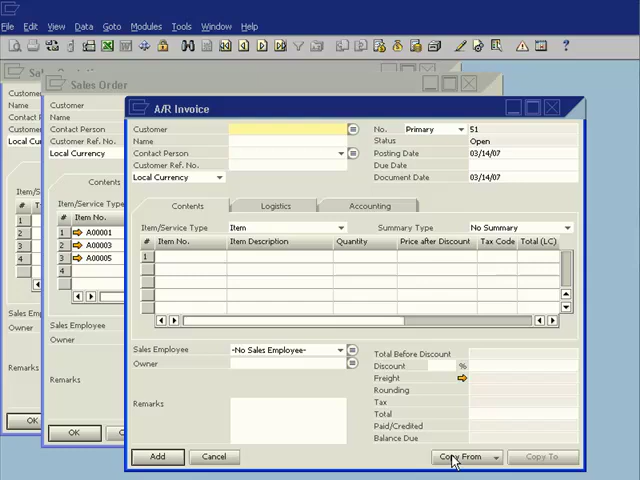 File Edit View Data Goto Modules Tools Window Help
Sales Order
Customer
Name
Contact Person
Customer Ref. No.
Local Currency
Contents
Item/Service Type
# Item No.
1 A00001
2 A00003
3 A00005
4
Sales Employee
Owner
Remarks
OK
A/R Invoice
Customer No. Primary 51
Name Status Open
Contact Person Posting Date 03/14/07
Customer Ref. No. Due Date
Local Currency Document Date 03/14/07
Contents Logistics Accounting
Item/Service Type Item Summary Type No Summary
# Item No. Item Description Quantity Price after Discount Tax Code Total (LC)
1
Sales Employee -No Sales Employee- Total Before Discount
Owner Discount %
Freight
Rounding
Remarks Tax
Total
Paid/Credited
Balance Due
Add Cancel Copy From Copy To